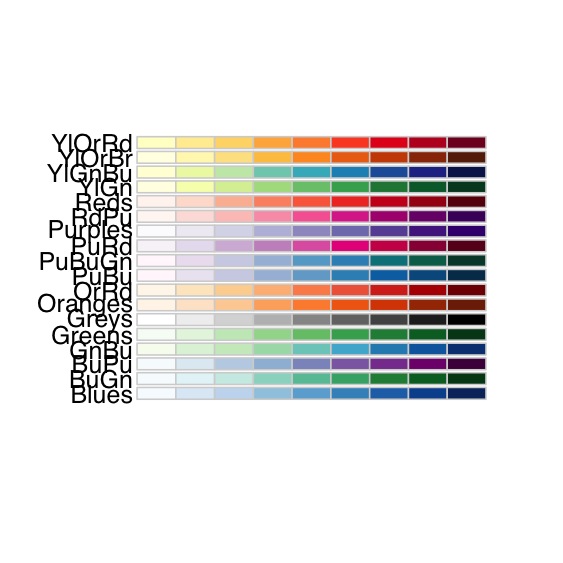 YlOrRd
YlOrBr
YlGnBu
YlGn
Reds
RdPu
Purples
PuRd
PuBuGn
PuBu
OrRd
Oranges
Greys
Greens
GnBu
BuPu
BuGn
Blues